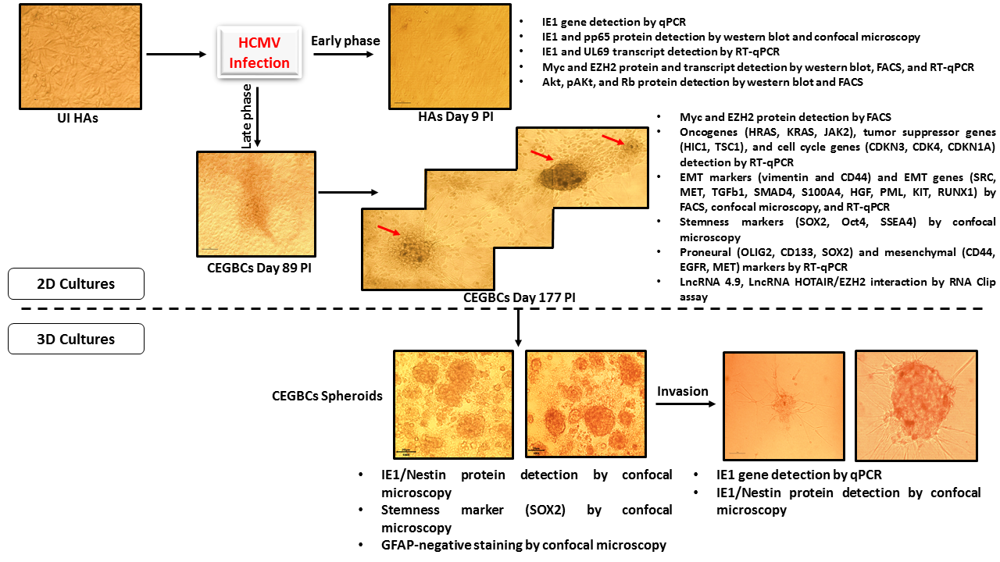 HCMV
Infection
Early phase
Late phase
UI HAs
HAs Day 9 PI
• IE1 gene detection by qPCR
• IE1 and pp65 protein detection by western blot and confocal microscopy
• IE1 and UL69 transcript detection by RT-qPCR
• Myc and EZH2 protein and transcript detection by western blot, FACS, and RT-qPCR
• Akt, pAKt, and Rb protein detection by western blot and FACS
CEGBCs Day 89 PI
CEGBCs Day 177 PI
• Myc and EZH2 protein detection by FACS
• Oncogenes (HRAS, KRAS, JAK2), tumor suppressor genes
(HIC1, TSC1), and cell cycle genes (CDKN3, CDK4, CDKN1A)
detection by RT-qPCR
• EMT markers (vimentin and CD44) and EMT genes (SRC,
MET, TGFb1, SMAD4, S100A4, HGF, PML, KIT, RUNX1) by
FACS, confocal microscopy, and RT-qPCR
• Stemness markers (SOX2, Oct4, SSEA4) by confocal
microscopy
• Proneural (OLIG2, CD133, SOX2) and mesenchymal (CD44,
EGFR, MET) markers by RT-qPCR
• LncRNA 4.9, LncRNA HOTAIR/EZH2 interaction by RNA Clip
assay
2D Cultures
3D Cultures
CEGBCs Spheroids
Invasion
• IE1/Nestin protein detection by confocal
microscopy
• Stemness marker (SOX2) by confocal
microscopy
• GFAP-negative staining by confocal microscopy
• IE1 gene detection by qPCR
• IE1/Nestin protein detection by confocal
microscopy